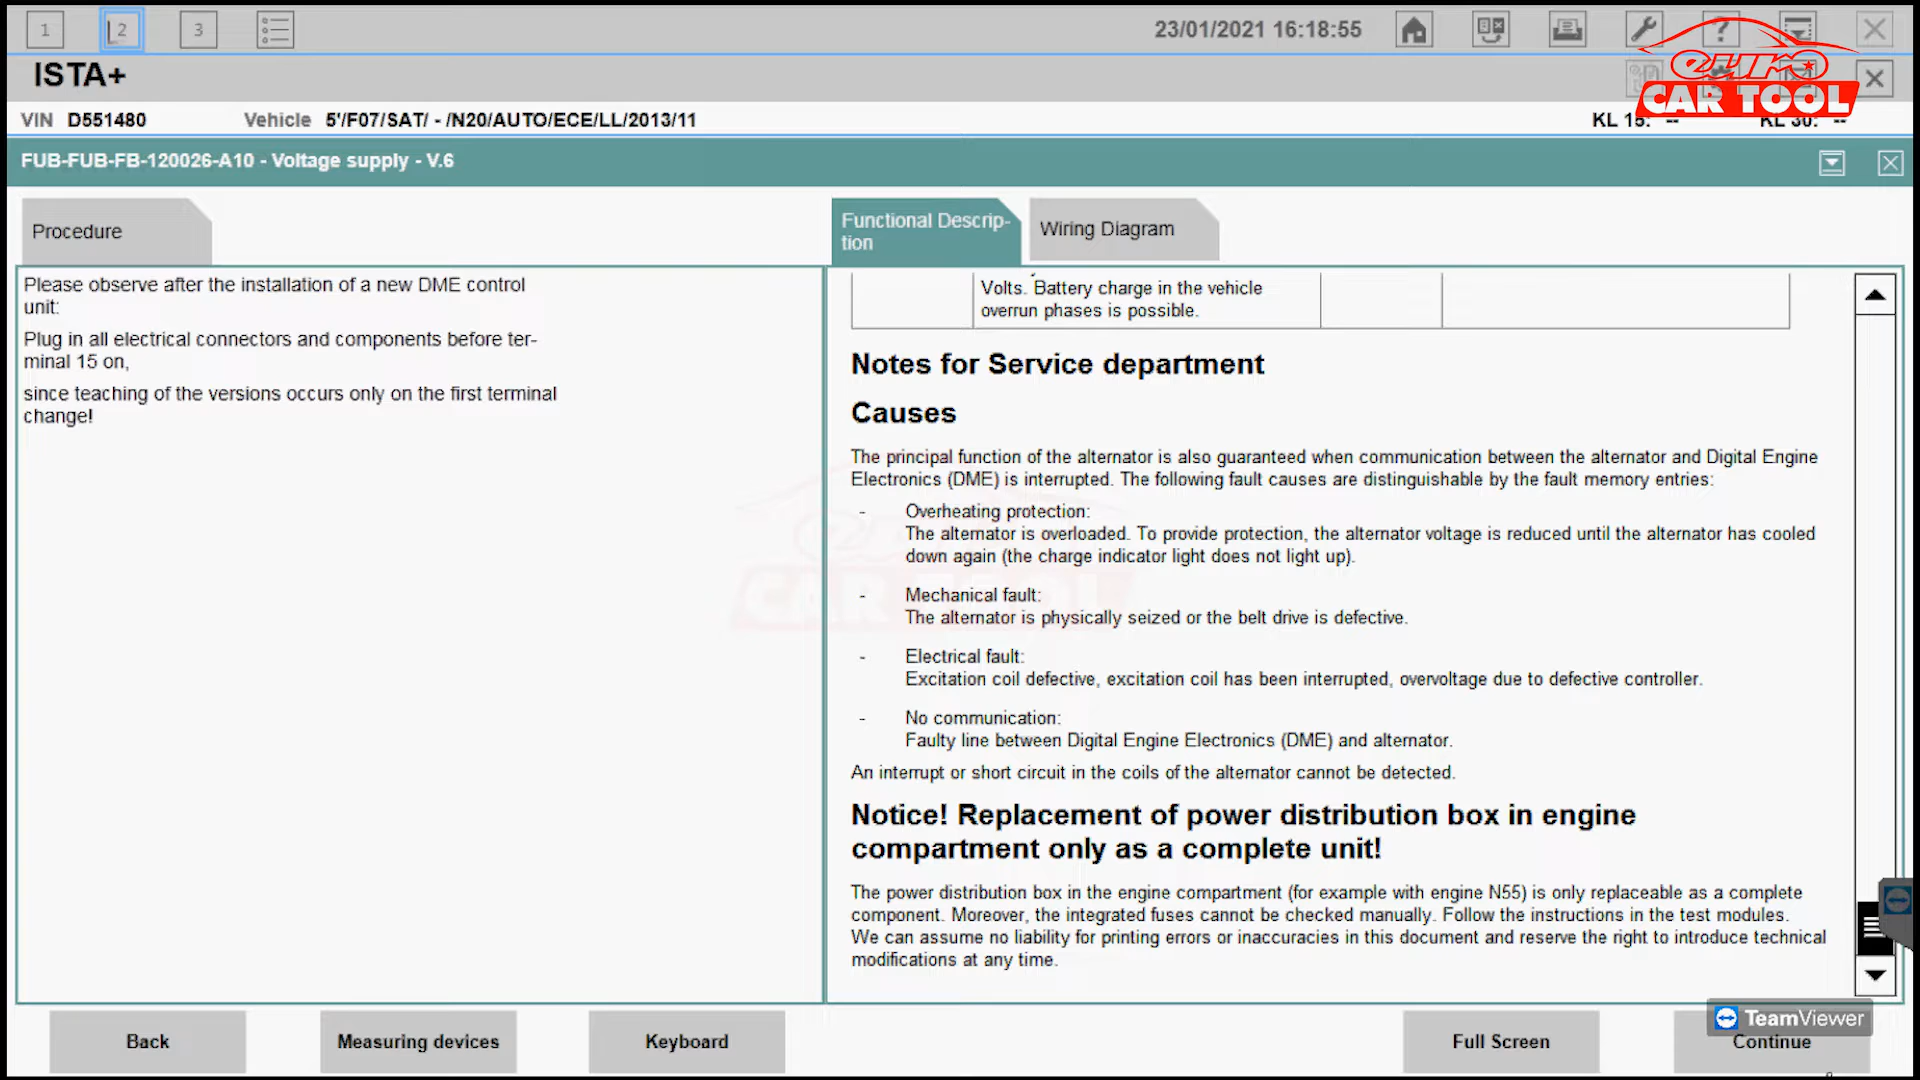 1
2
3
23/01/2021 16:18:55
?
ISTA+
euro
CAR TOOL
VIN D551480
Vehicle 5'/F07/SAT/ - /N20/AUTO/ECE/LL/2013/11
KL 15: --
KL 30: --
FUB-FUB-FB-120026-A10 - Voltage supply - V.6
Procedure
Functional Descrip-
tion
Wiring Diagram
Please observe after the installation of a new DME control
unit:
Plug in all electrical connectors and components before ter-
minal 15 on,
since teaching of the versions occurs only on the first terminal
change!
Volts. Battery charge in the vehicle
overrun phases is possible.
Notes for Service department
Causes
The principal function of the alternator is also guaranteed when communication between the alternator and Digital Engine
Electronics (DME) is interrupted. The following fault causes are distinguishable by the fault memory entries:
- Overheating protection:
The alternator is overloaded. To provide protection, the alternator voltage is reduced until the alternator has cooled
down again (the charge indicator light does not light up).
- Mechanical fault:
The alternator is physically seized or the belt drive is defective.
- Electrical fault:
Excitation coil defective, excitation coil has been interrupted, overvoltage due to defective controller.
- No communication:
Faulty line between Digital Engine Electronics (DME) and alternator.
An interrupt or short circuit in the coils of the alternator cannot be detected.
Notice! Replacement of power distribution box in engine
compartment only as a complete unit!
The power distribution box in the engine compartment (for example with engine N55) is only replaceable as a complete
component. Moreover, the integrated fuses cannot be checked manually. Follow the instructions in the test modules.
We can assume no liability for printing errors or inaccuracies in this document and reserve the right to introduce technical
modifications at any time.
euro
CAR TOOL
TeamViewer
Back
Measuring devices
Keyboard
Full Screen
Continue